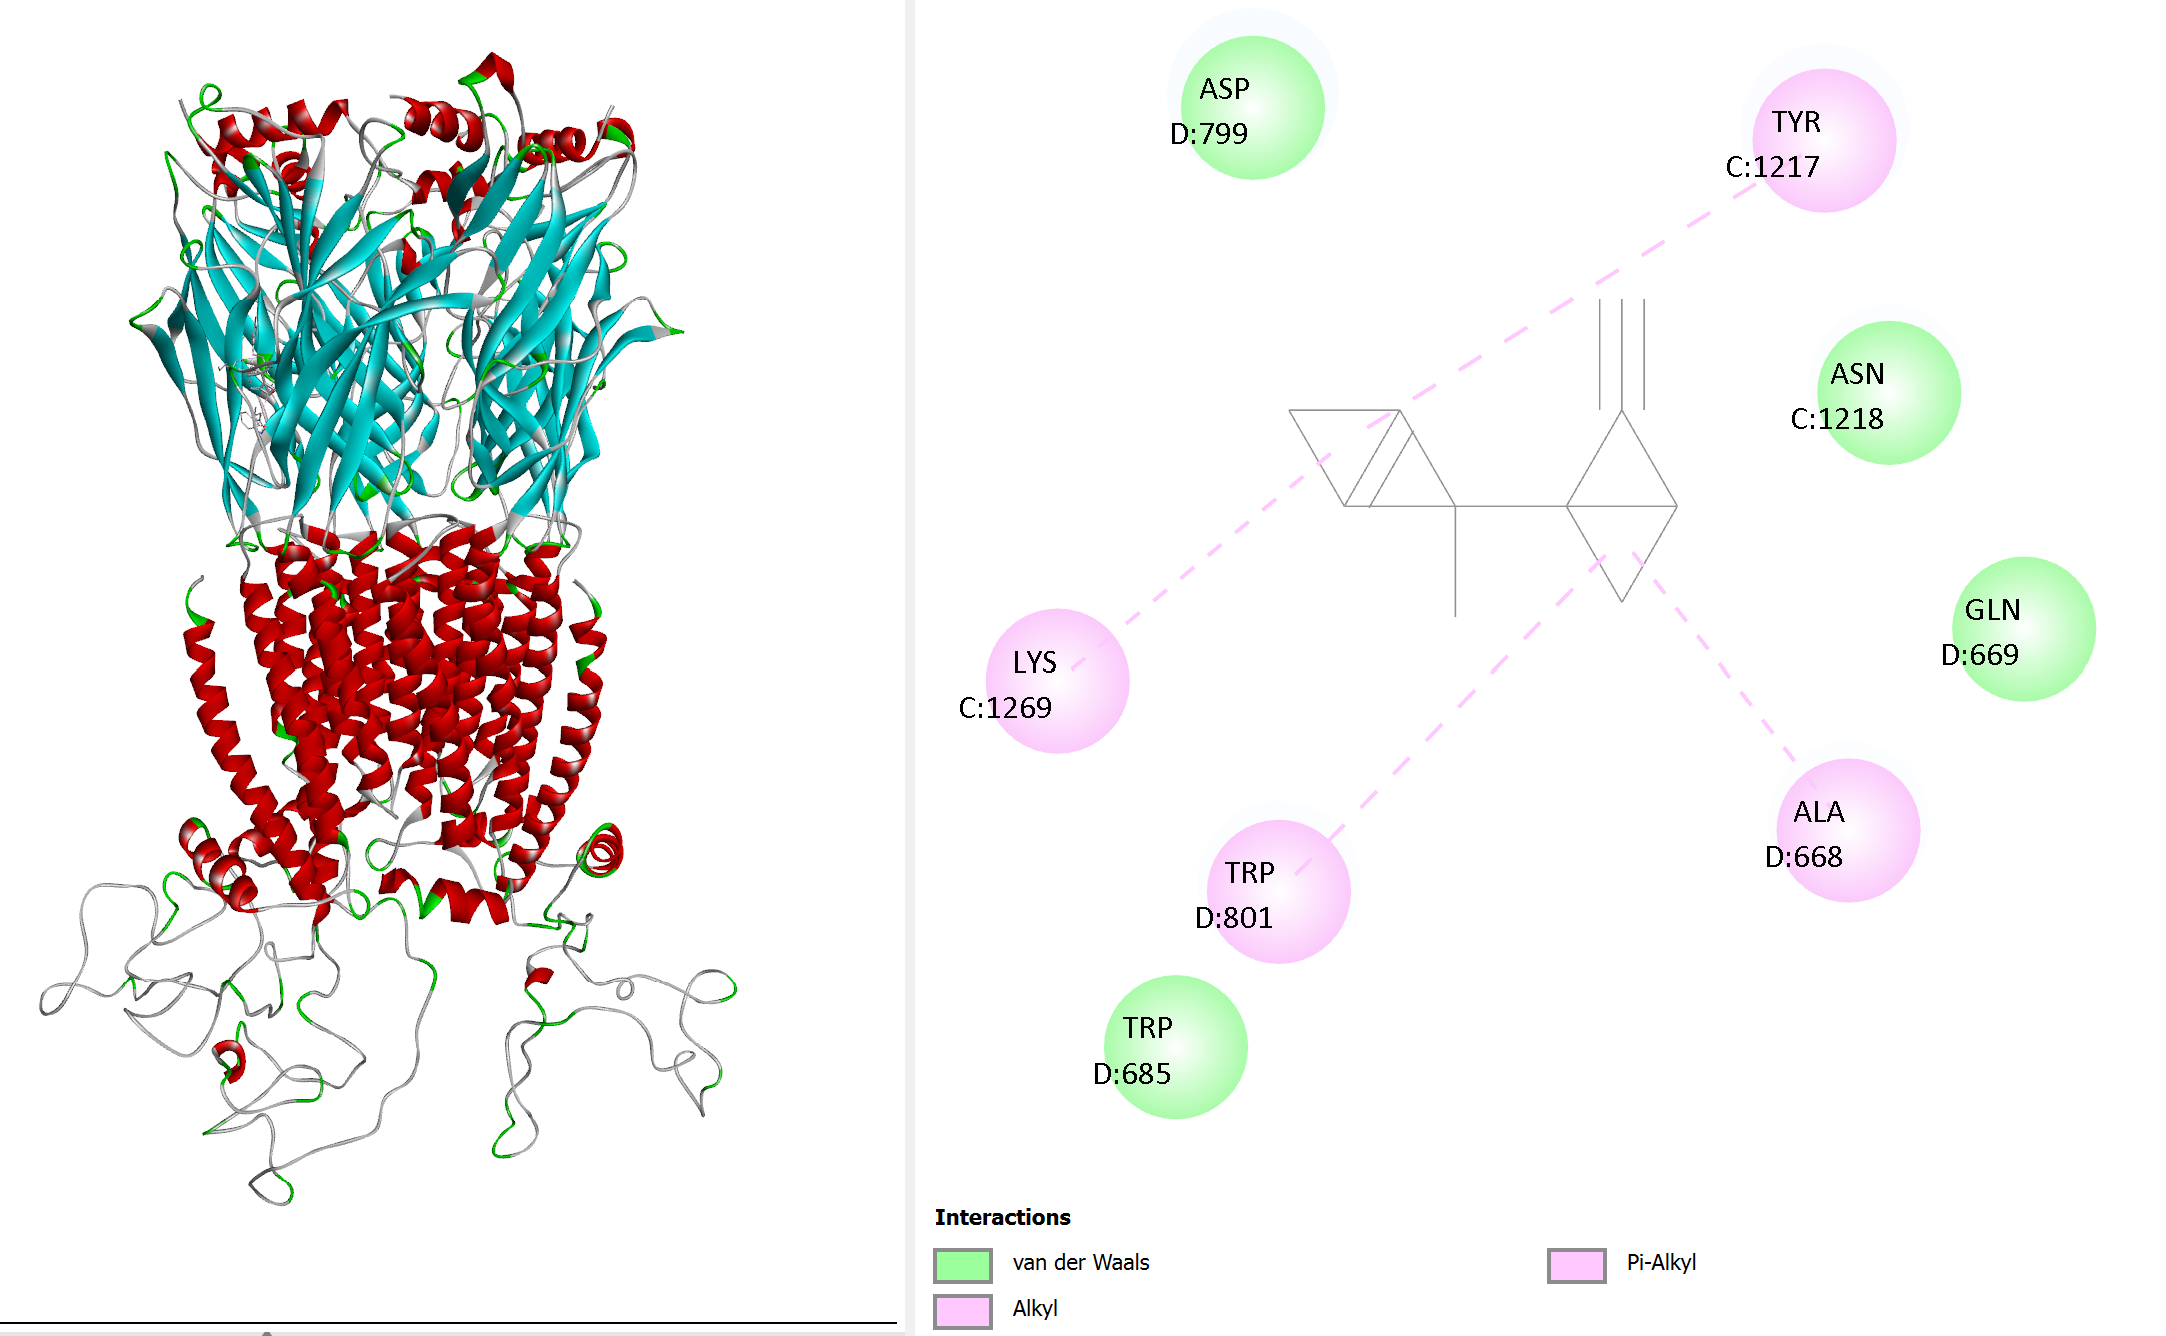 ASP
D:799
TYR
C:1217
ASN
C:1218
GLN
D:669
LYS
C:1269
ALA
D:668
TRP
D:801
TRP
D:685
Interactions
van der Waals
Alkyl
Pi-Alkyl